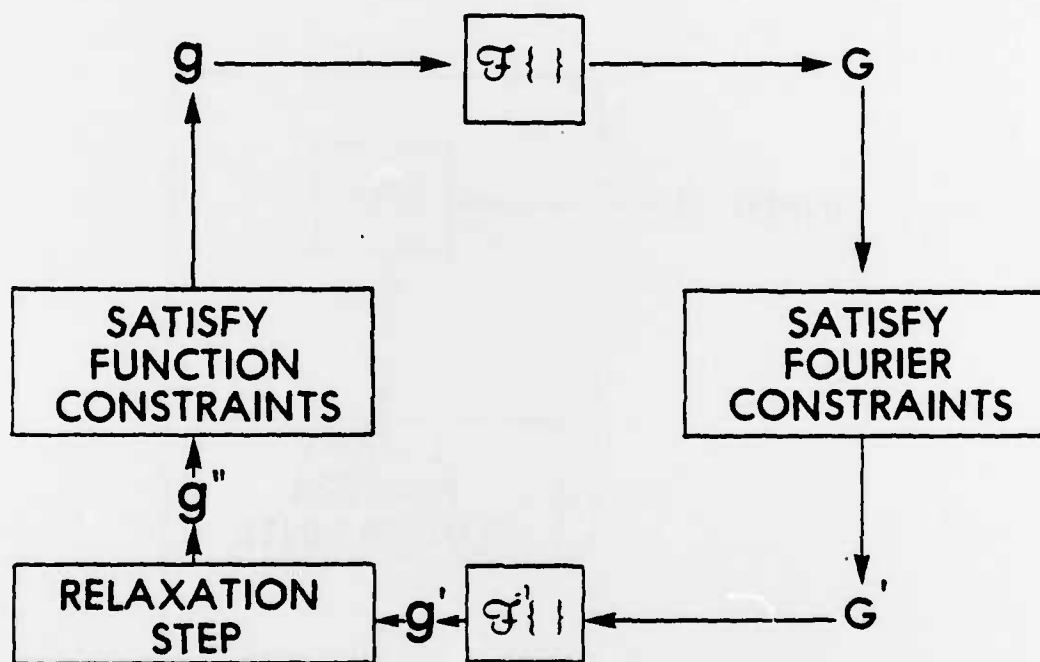 g
ℱ{ }
G
SATISFY
FUNCTION
CONSTRAINTS
SATISFY
FOURIER
CONSTRAINTS
g"
RELAXATION
STEP
g'
ℱ⁻¹{ }
G'